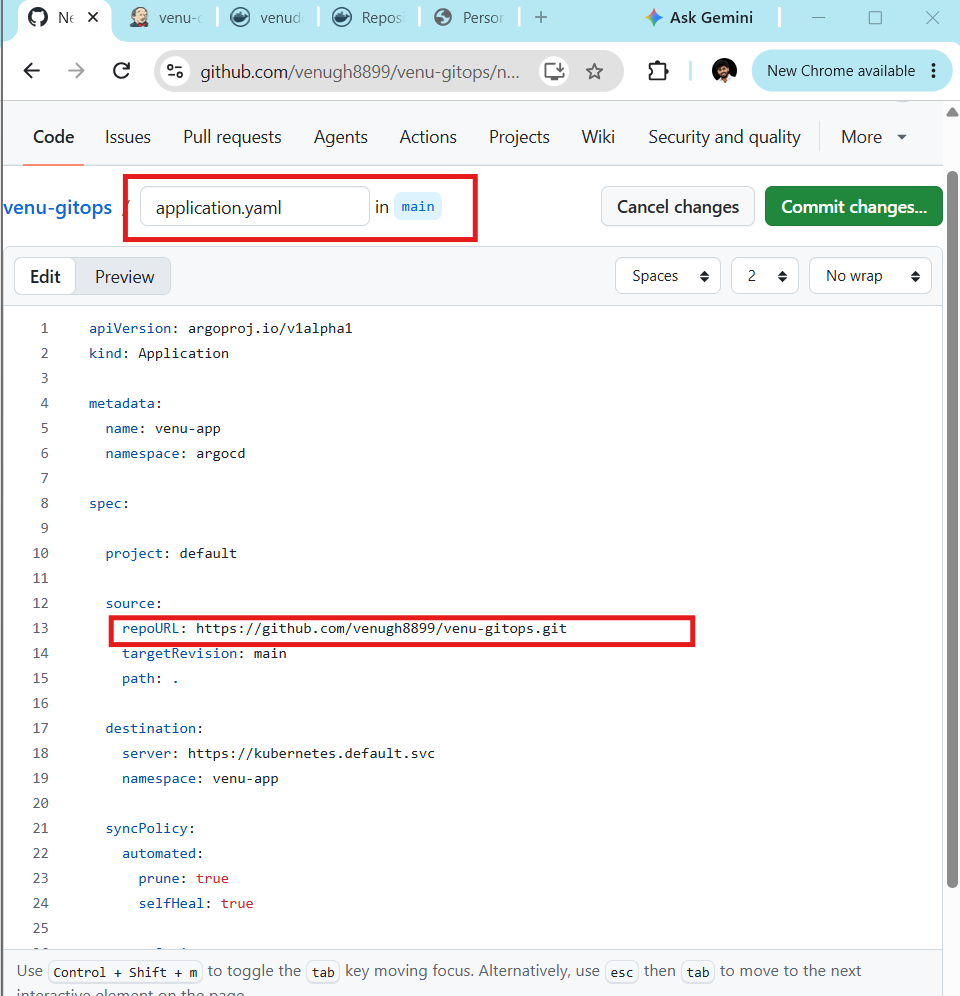 Ne
venu-c
venud
Repos
Persor
Ask Gemini
github.com/venugh8899/venu-gitops/n...
New Chrome available
Code
Issues
Pull requests
Agents
Actions
Projects
Wiki
Security and quality
More
venu-gitops / application.yaml in main
Cancel changes
Commit changes...
Edit
Preview
Spaces
2
No wrap
1 apiVersion: argoproj.io/v1alpha1
2 kind: Application
3
4 metadata:
5 name: venu-app
6 namespace: argocd
7
8 spec:
9
10 project: default
11
12 source:
13 repoURL: https://github.com/venugh8899/venu-gitops.git
14 targetRevision: main
15 path: .
16
17 destination:
18 server: https://kubernetes.default.svc
19 namespace: venu-app
20
21 syncPolicy:
22 automated:
23 prune: true
24 selfHeal: true
25
Use Control + Shift + m to toggle the tab key moving focus. Alternatively, use esc then tab to move to the next
interactive element on the page.